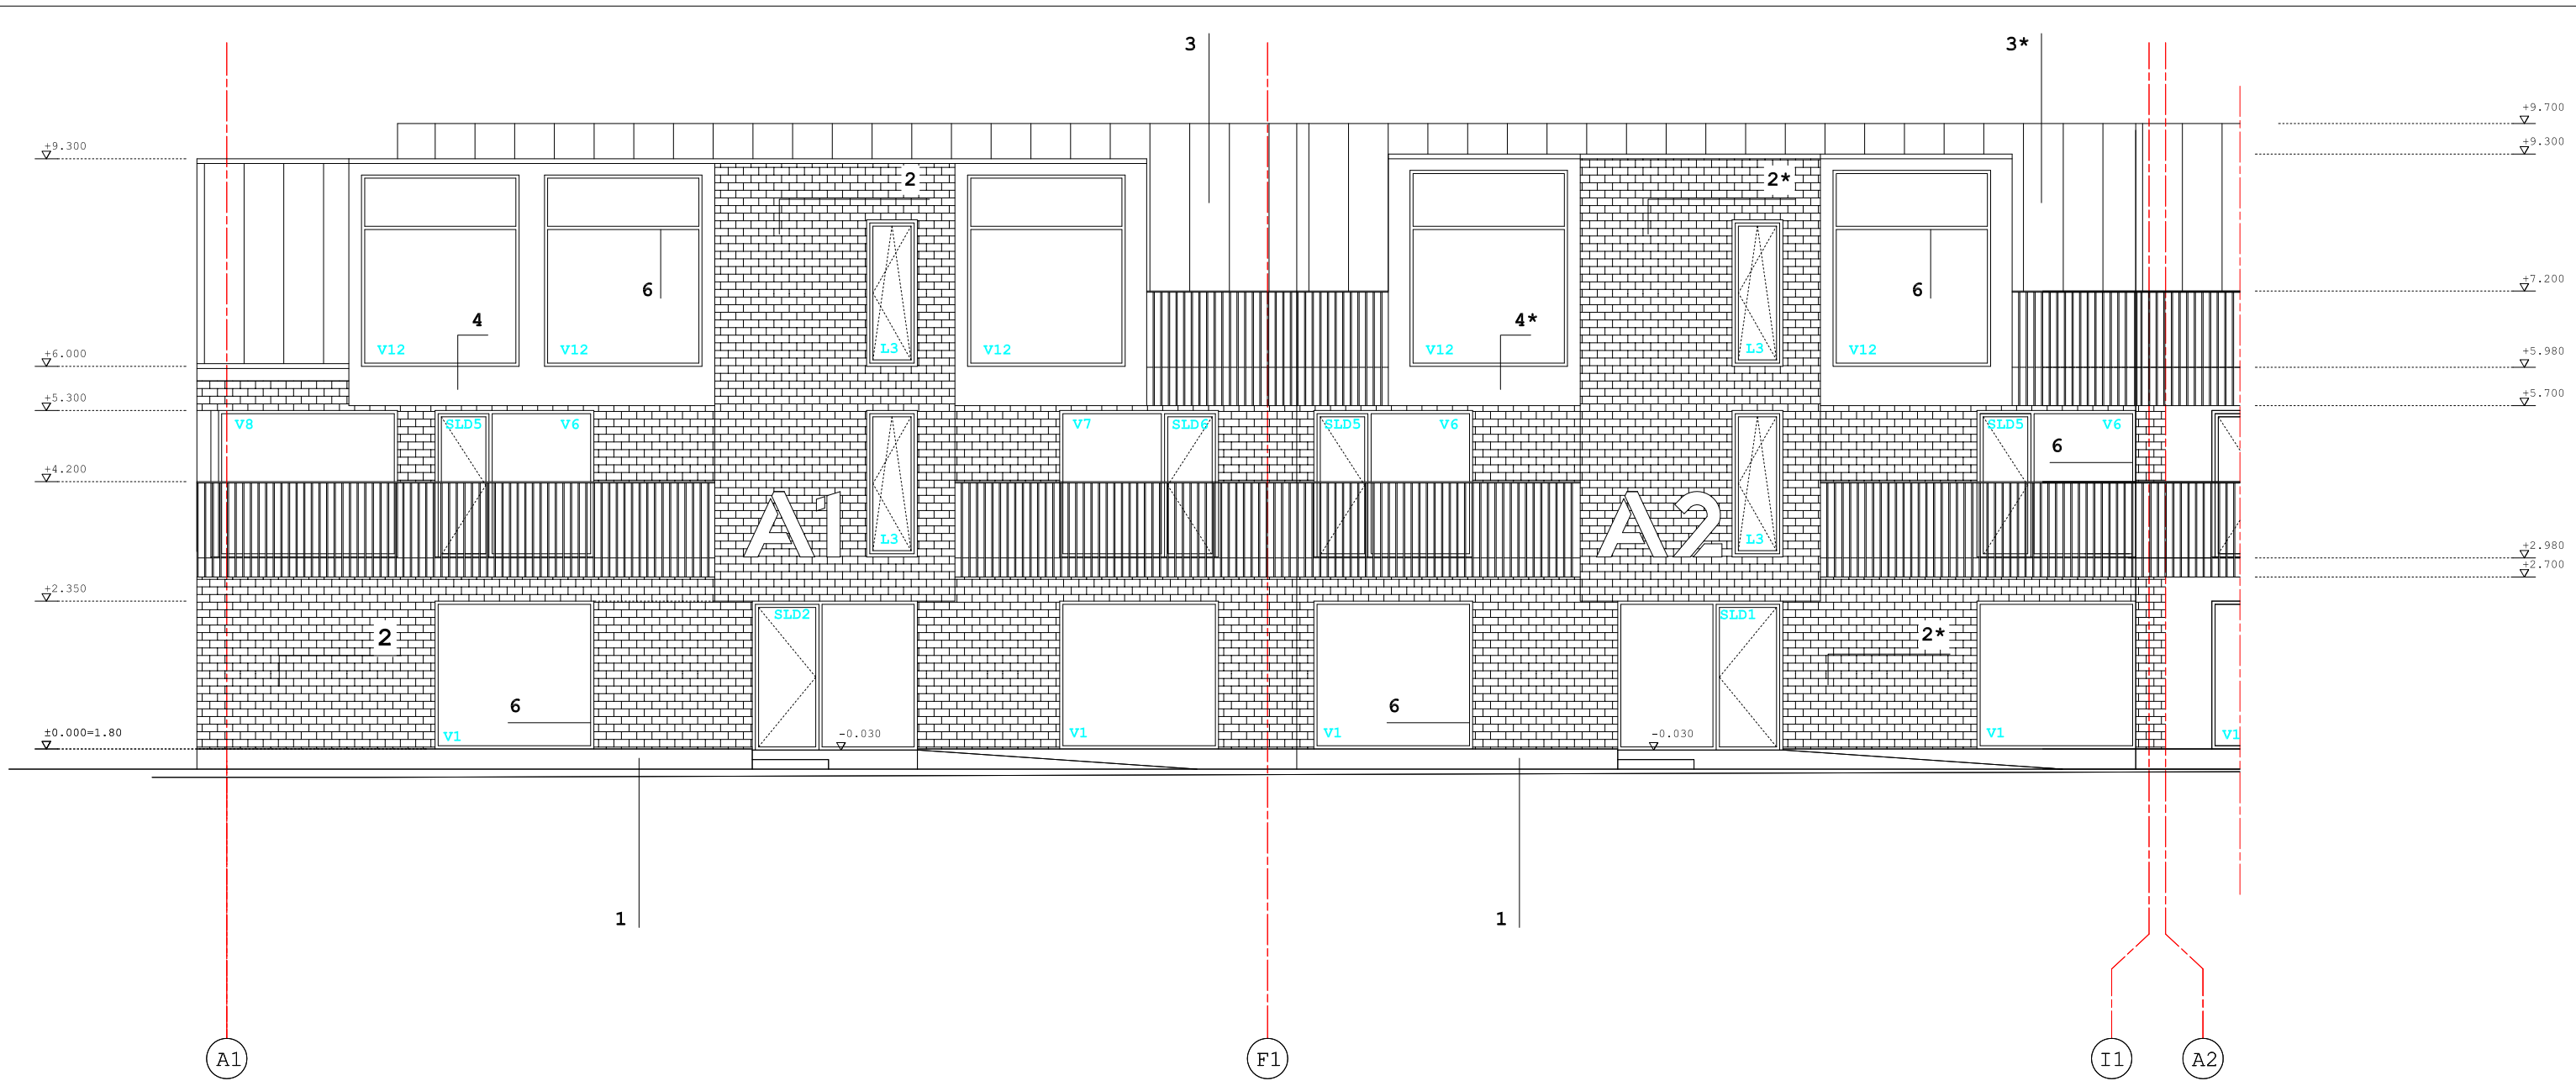 3
3*
+9.700
+9.300
+9.300
2
2*
+7.200
6
6
4
4*
V12
V12
L3
V12
V12
L3
V12
+6.000
+5.980
+5.300
+5.700
V8
SLD5
V6
V7
SLD6
SLD5
V6
SLD5
V6
6
+4.200
A1
A2
L3
L3
+2.980
+2.700
+2.350
SLD2
SLD1
2
2*
6
6
±0.000=1.80
V1
-0.030
V1
V1
-0.030
V1
V1
1
1
A1
F1
I1
A2